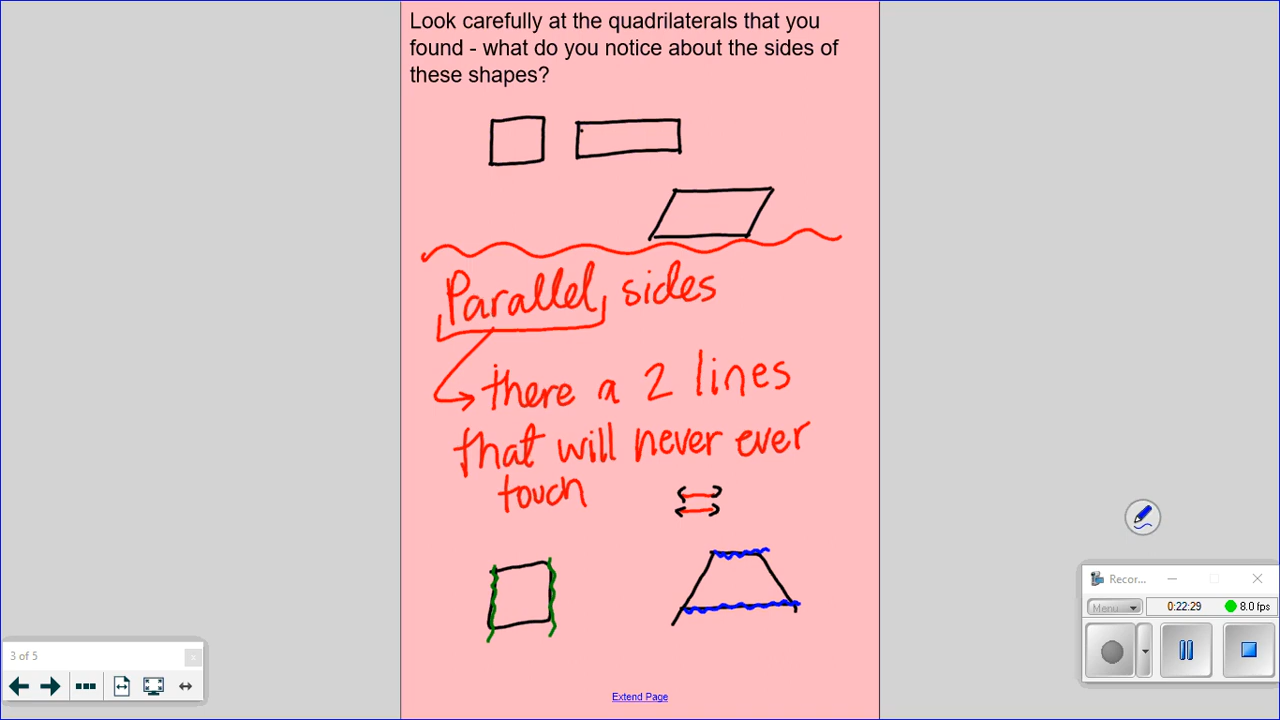 Look carefully at the quadrilaterals that you
found - what do you notice about the sides of
these shapes?
Parallel sides
there a 2 lines
that will never ever
touch
Extend Page
3 of 5
x
Recor...
Menu
0:22:29
8.0 fps